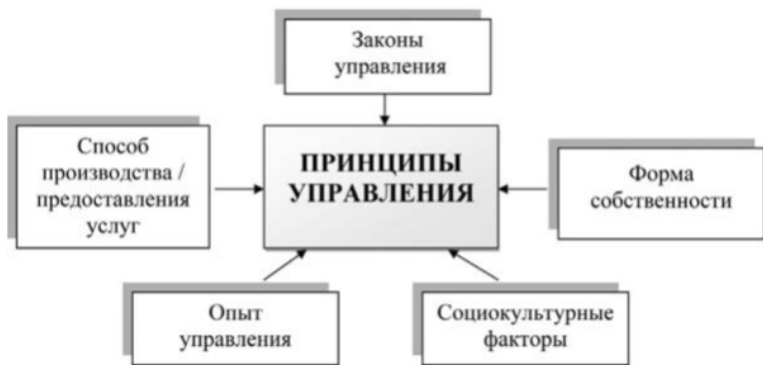 Законы
управления
Способ
производства /
предоставления
услуг
ПРИНЦИПЫ
УПРАВЛЕНИЯ
Форма
собственности
Опыт
управления
Социокультурные
факторы